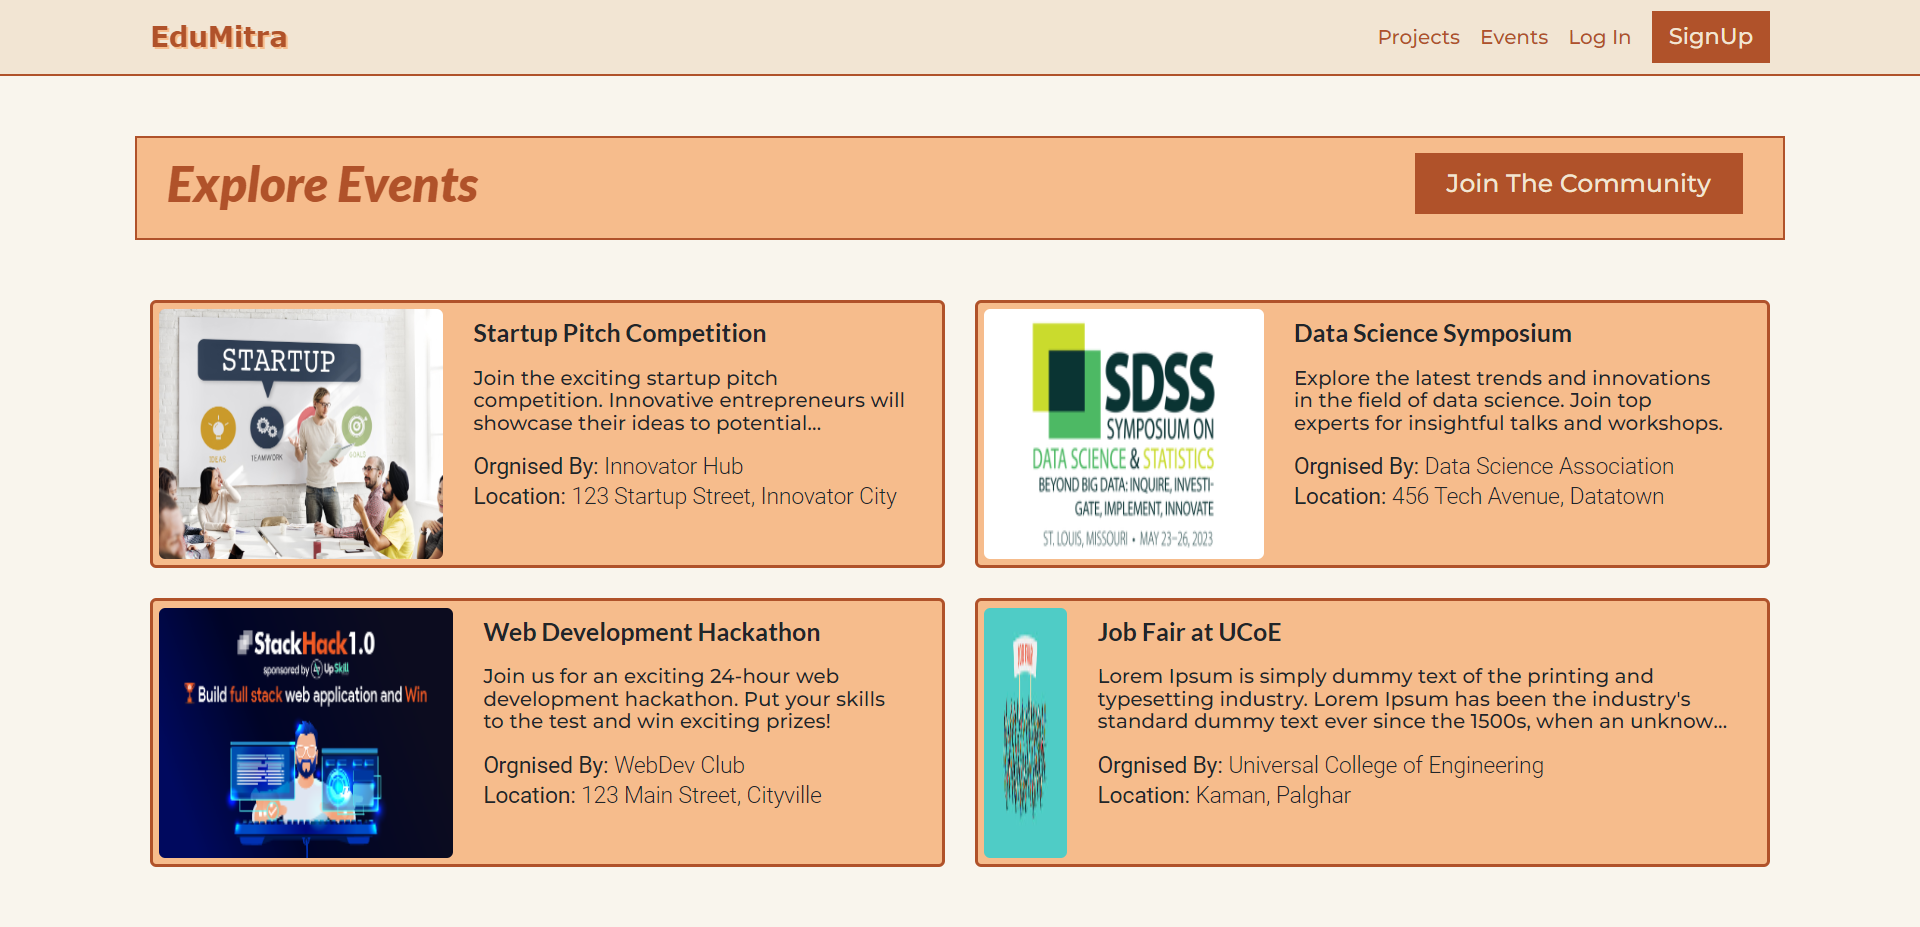 EduMitra
Projects Events Log In SignUp
Explore Events
Join The Community
STARTUP
IDEAS
TEAMWORK
GOALS
Startup Pitch Competition
Join the exciting startup pitch
competition. Innovative entrepreneurs will
showcase their ideas to potential...
Orgnised By: Innovator Hub
Location: 123 Startup Street, Innovator City
SDSS
SYMPOSIUM ON
DATA SCIENCE & STATISTICS
BEYOND BIG DATA: INQUIRE, INVESTI-
GATE, IMPLEMENT, INNOVATE
ST. LOUIS, MISSOURI • MAY 23–26, 2023
Data Science Symposium
Explore the latest trends and innovations
in the field of data science. Join top
experts for insightful talks and workshops.
Orgnised By: Data Science Association
Location: 456 Tech Avenue, Datatown
StackHack1.0
sponsored by UpSkill
Build full stack web application and Win
Web Development Hackathon
Join us for an exciting 24-hour web
development hackathon. Put your skills
to the test and win exciting prizes!
Orgnised By: WebDev Club
Location: 123 Main Street, Cityville
JOB FAIR
Job Fair at UCoE
Lorem Ipsum is simply dummy text of the printing and
typesetting industry. Lorem Ipsum has been the industry's
standard dummy text ever since the 1500s, when an unknow...
Orgnised By: Universal College of Engineering
Location: Kaman, Palghar